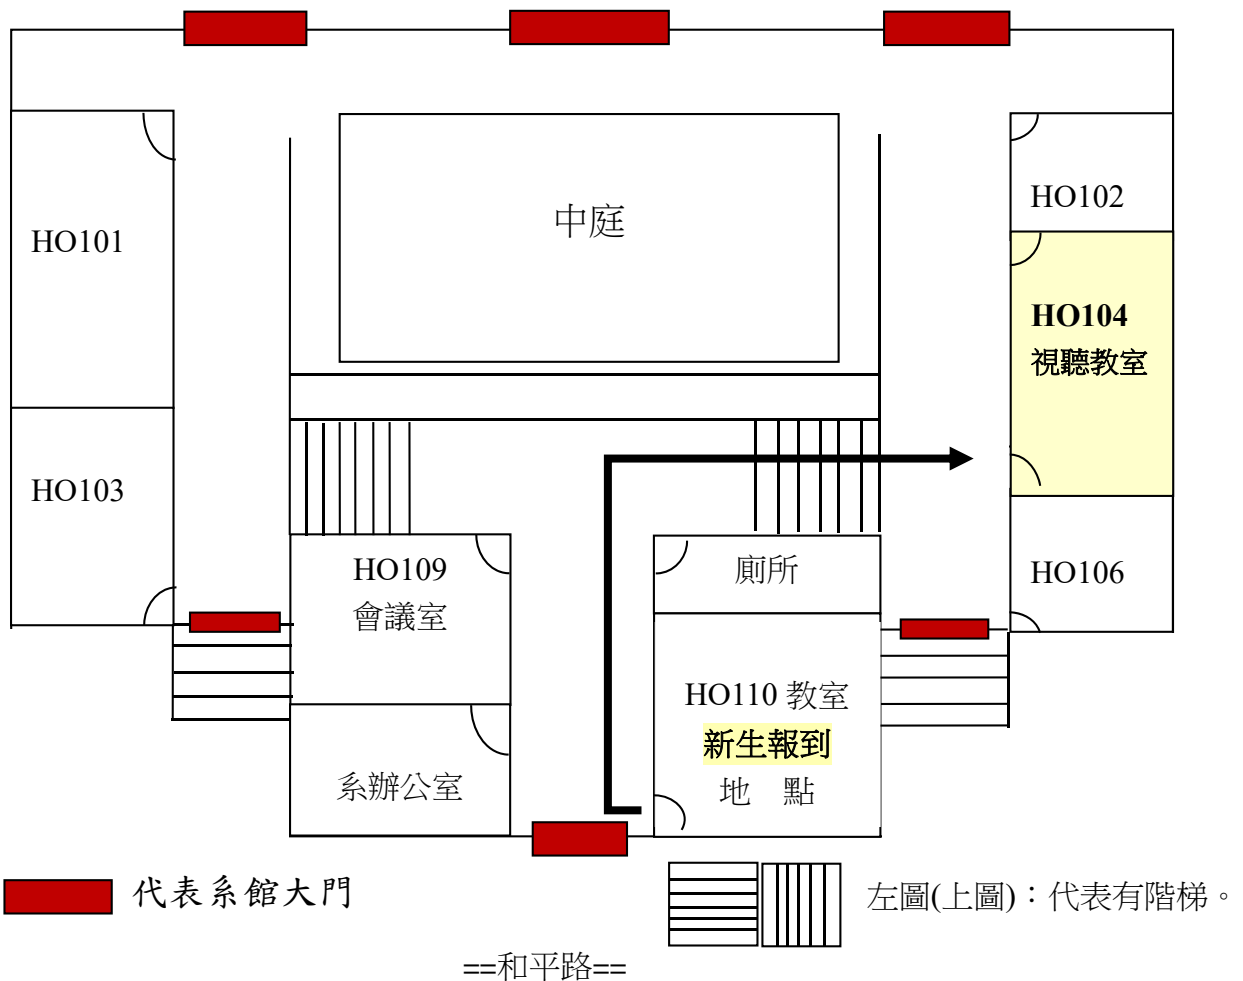 中庭
HO101
HO102
HO104
視聽教室
HO103
HO106
HO109
會議室
廁所
HO110 教室
新生報到
地 點
系辦公室
代表系館大門
左圖(上圖)：代表有階梯。
==和平路==